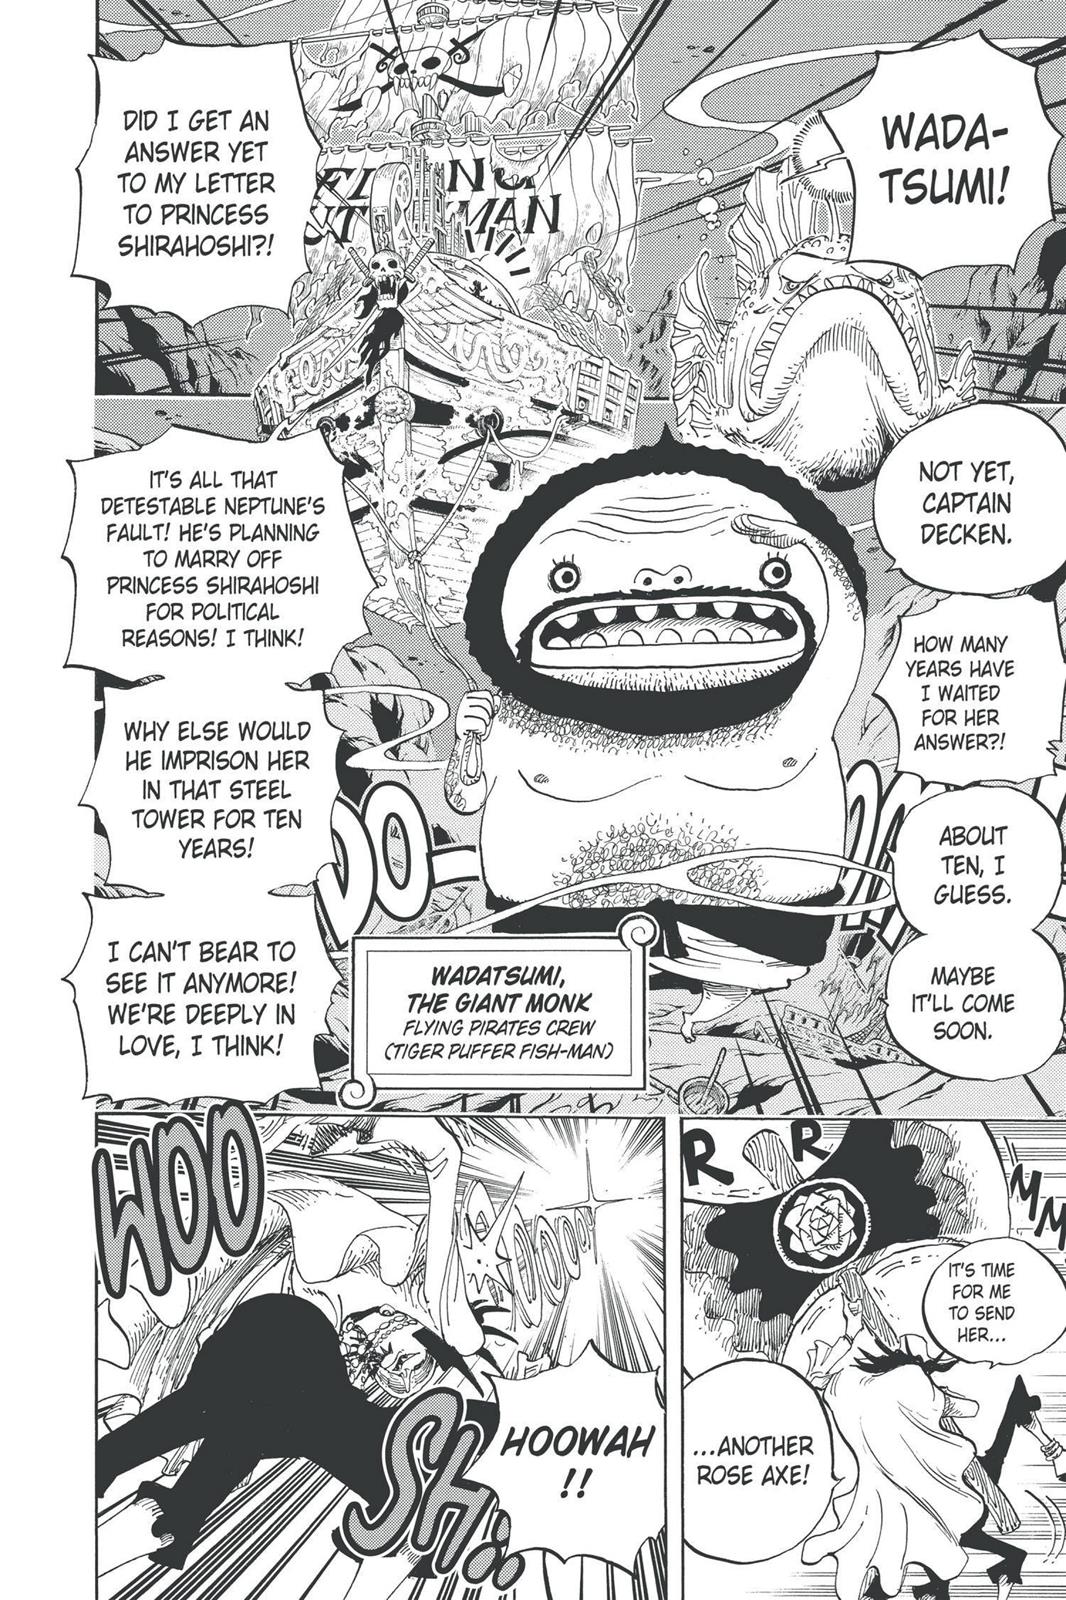 WADA-
TSUMI!
DID I GET AN
ANSWER YET
TO MY LETTER
TO PRINCESS
SHIRAHOSHI?!
NOT YET,
CAPTAIN
DECKEN.
HOW MANY
YEARS HAVE
I WAITED
FOR HER
ANSWER?!
ABOUT
TEN, I
GUESS.
MAYBE
IT'LL COME
SOON.
IT'S ALL THAT
DETESTABLE NEPTUNE'S
FAULT! HE'S PLANNING
TO MARRY OFF
PRINCESS SHIRAHOSHI
FOR POLITICAL
REASONS! I THINK!
WHY ELSE WOULD
HE IMPRISON HER
IN THAT STEEL
TOWER FOR TEN
YEARS!
I CAN'T BEAR TO
SEE IT ANYMORE!
WE'RE DEEPLY IN
LOVE, I THINK!
WADATSUMI,
THE GIANT MONK
FLYING PIRATES CREW
(TIGER PUFFER FISH-MAN)
RR
MM
IT'S TIME
FOR ME
TO SEND
HER...
...ANOTHER
ROSE AXE!
WOO
HOOWAH
!!
SH